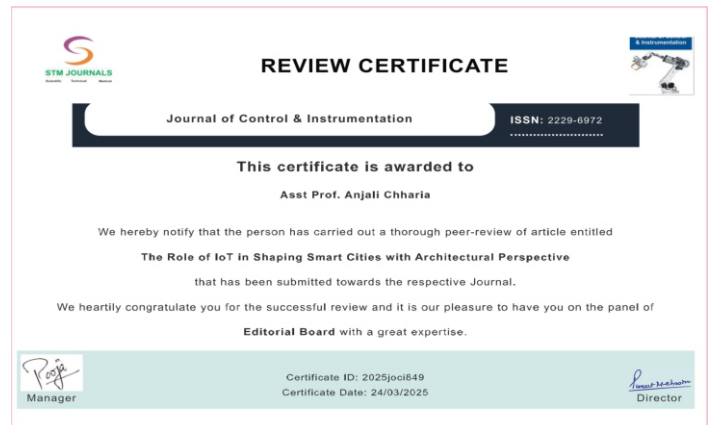 STM JOURNALS
Scientific Technical Medical
REVIEW CERTIFICATE
& Instrumentation
Journal of Control & Instrumentation
ISSN: 2229-6972
This certificate is awarded to
Asst Prof. Anjali Chharia
We hereby notify that the person has carried out a thorough peer-review of article entitled
The Role of IoT in Shaping Smart Cities with Architectural Perspective
that has been submitted towards the respective Journal.
We heartily congratulate you for the successful review and it is our pleasure to have you on the panel of
Editorial Board with a great expertise.
Pooja
Manager
Certificate ID: 2025joci849
Certificate Date: 24/03/2025
Director